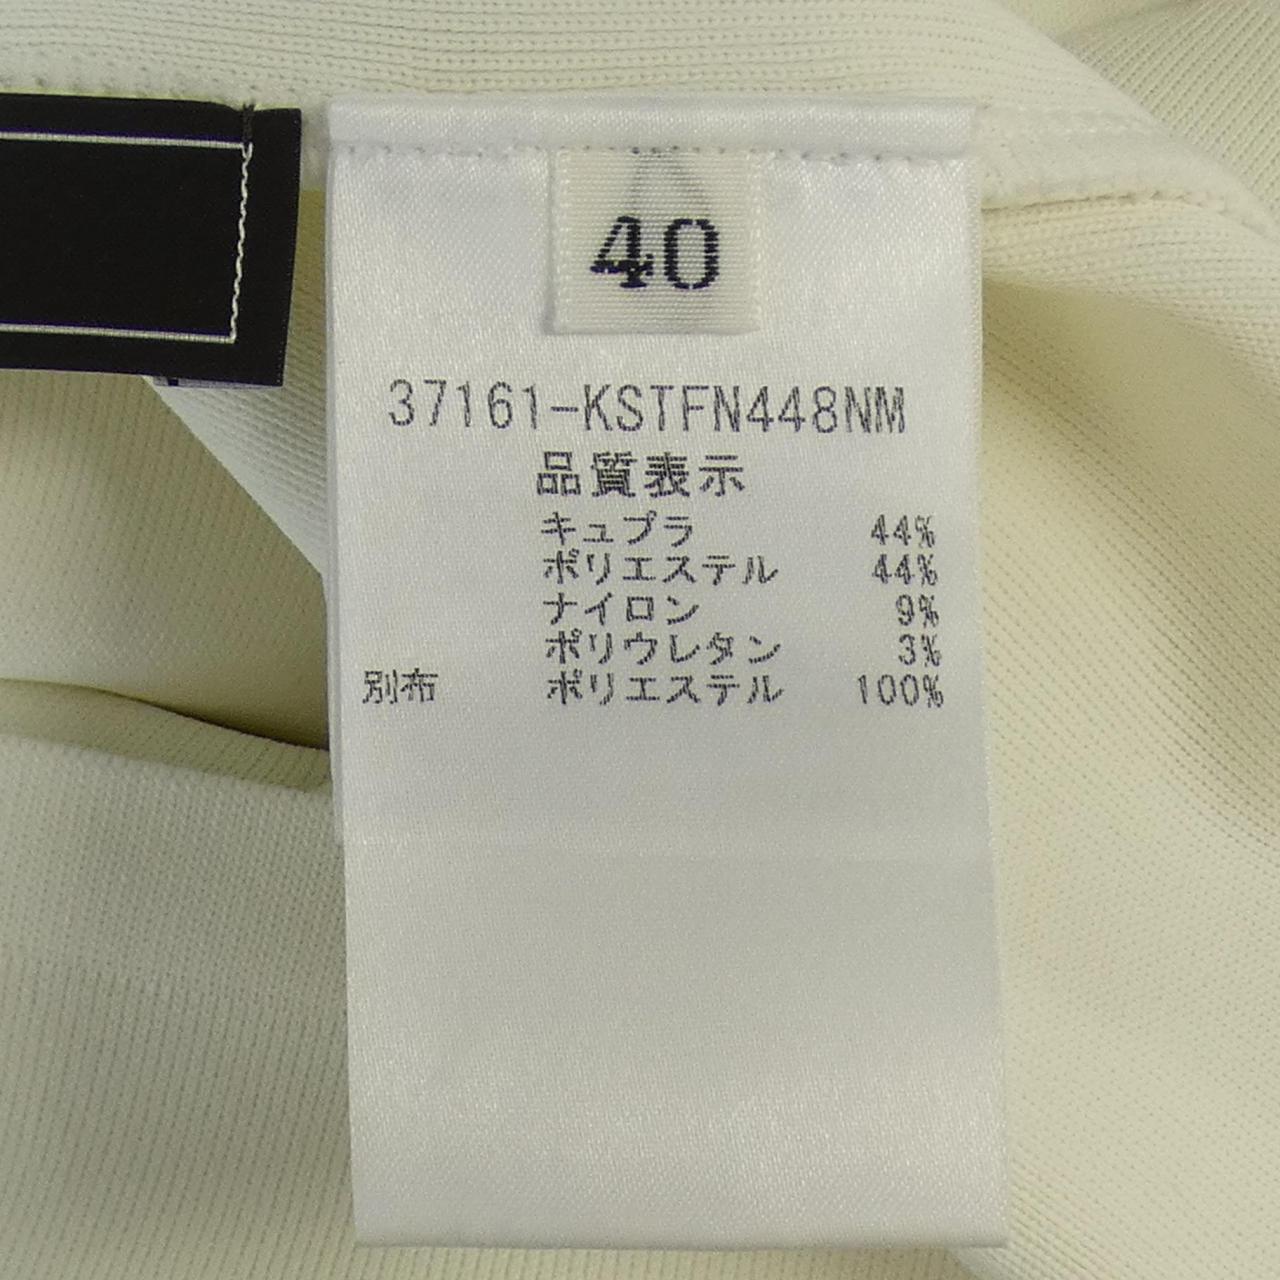 40
37161-KSTFN448NM
品質表示
キュプラ 44%
ポリエステル 44%
ナイロン 9%
ポリウレタン 3%
別布 ポリエステル 100%